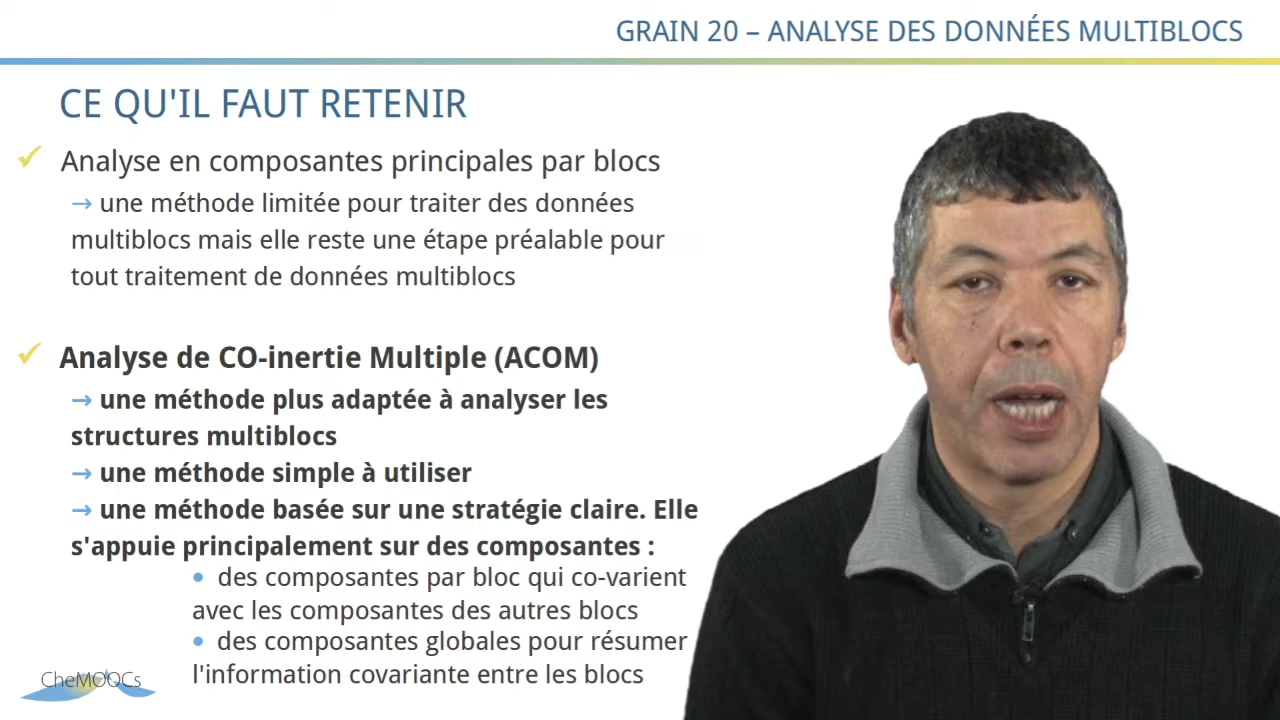 GRAIN 20 – ANALYSE DES DONNÉES MULTIBLOCS
CE QU'IL FAUT RETENIR
✓ Analyse en composantes principales par blocs
→ une méthode limitée pour traiter des données
multiblocs mais elle reste une étape préalable pour
tout traitement de données multiblocs
✓ Analyse de CO-inertie Multiple (ACOM)
→ une méthode plus adaptée à analyser les
structures multiblocs
→ une méthode simple à utiliser
→ une méthode basée sur une stratégie claire. Elle
s'appuie principalement sur des composantes :
• des composantes par bloc qui co-varient
avec les composantes des autres blocs
• des composantes globales pour résumer
l'information covariante entre les blocs
CheMOOCs